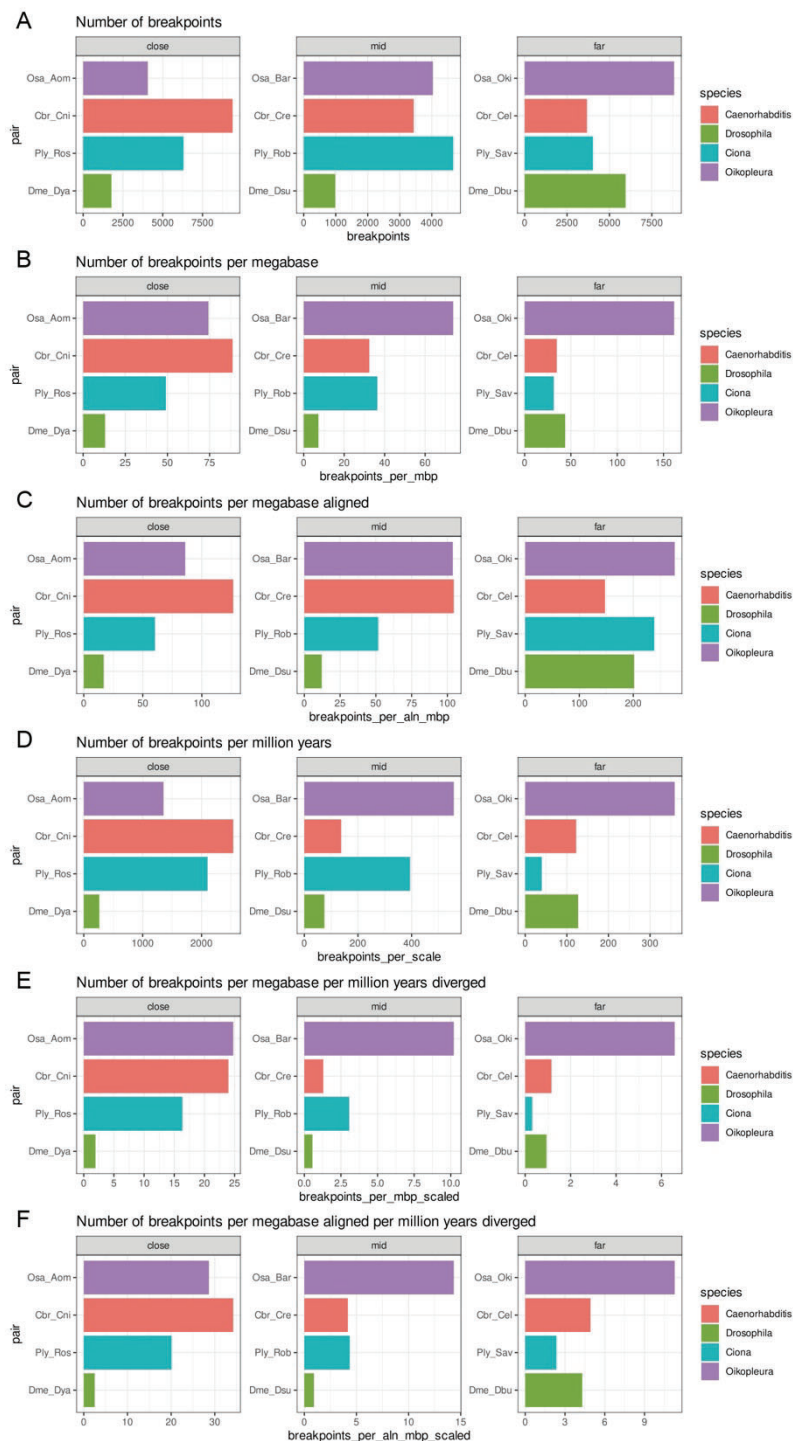 A
Number of breakpoints
close
mid
far
pair
Osa_Aom
Cbr_Cni
Ply_Ros
Dme_Dya
0 2500 5000 7500
Osa_Bar
Cbr_Cre
Ply_Rob
Dme_Dsu
0 1000 2000 3000 4000
breakpoints
Osa_Oki
Cbr_Cel
Ply_Sav
Dme_Dbu
0 2500 5000 7500
species
Caenorhabditis
Drosophila
Ciona
Oikopleura
B
Number of breakpoints per megabase
close
mid
far
pair
Osa_Aom
Cbr_Cni
Ply_Ros
Dme_Dya
0 25 50 75
Osa_Bar
Cbr_Cre
Ply_Rob
Dme_Dsu
0 20 40 60
breakpoints_per_mbp
Osa_Oki
Cbr_Cel
Ply_Sav
Dme_Dbu
0 50 100 150
species
Caenorhabditis
Drosophila
Ciona
Oikopleura
C
Number of breakpoints per megabase aligned
close
mid
far
pair
Osa_Aom
Cbr_Cni
Ply_Ros
Dme_Dya
0 50 100
Osa_Bar
Cbr_Cre
Ply_Rob
Dme_Dsu
0 25 50 75 100
breakpoints_per_aln_mbp
Osa_Oki
Cbr_Cel
Ply_Sav
Dme_Dbu
0 100 200
species
Caenorhabditis
Drosophila
Ciona
Oikopleura
D
Number of breakpoints per million years
close
mid
far
pair
Osa_Aom
Cbr_Cni
Ply_Ros
Dme_Dya
0 1000 2000
Osa_Bar
Cbr_Cre
Ply_Rob
Dme_Dsu
0 200 400
breakpoints_per_scale
Osa_Oki
Cbr_Cel
Ply_Sav
Dme_Dbu
0 100 200 300
species
Caenorhabditis
Drosophila
Ciona
Oikopleura
E
Number of breakpoints per megabase per million years diverged
close
mid
far
pair
Osa_Aom
Cbr_Cni
Ply_Ros
Dme_Dya
0 5 10 15 20 25
Osa_Bar
Cbr_Cre
Ply_Rob
Dme_Dsu
0.0 2.5 5.0 7.5 10.0
breakpoints_per_mbp_scaled
Osa_Oki
Cbr_Cel
Ply_Sav
Dme_Dbu
0 2 4 6
species
Caenorhabditis
Drosophila
Ciona
Oikopleura
F
Number of breakpoints per megabase aligned per million years diverged
close
mid
far
pair
Osa_Aom
Cbr_Cni
Ply_Ros
Dme_Dya
0 10 20 30
Osa_Bar
Cbr_Cre
Ply_Rob
Dme_Dsu
0 5 10 15
breakpoints_per_aln_mbp_scaled
Osa_Oki
Cbr_Cel
Ply_Sav
Dme_Dbu
0 3 6 9
species
Caenorhabditis
Drosophila
Ciona
Oikopleura